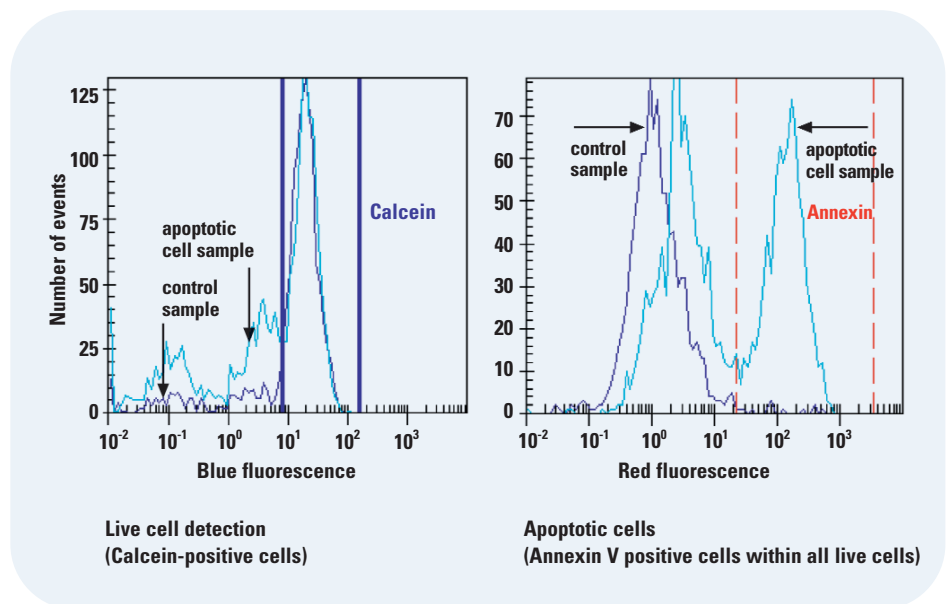 Number of events
125
100
75
50
25
0
apoptotic
cell sample
control
sample
Calcein
10-2
10-1
100
101
102
103
Blue fluorescence
Live cell detection
(Calcein-positive cells)
70
60
50
40
30
20
10
0
control
sample
apoptotic
cell sample
Annexin
10-2
10-1
100
101
102
103
Red fluorescence
Apoptotic cells
(Annexin V positive cells within all live cells)